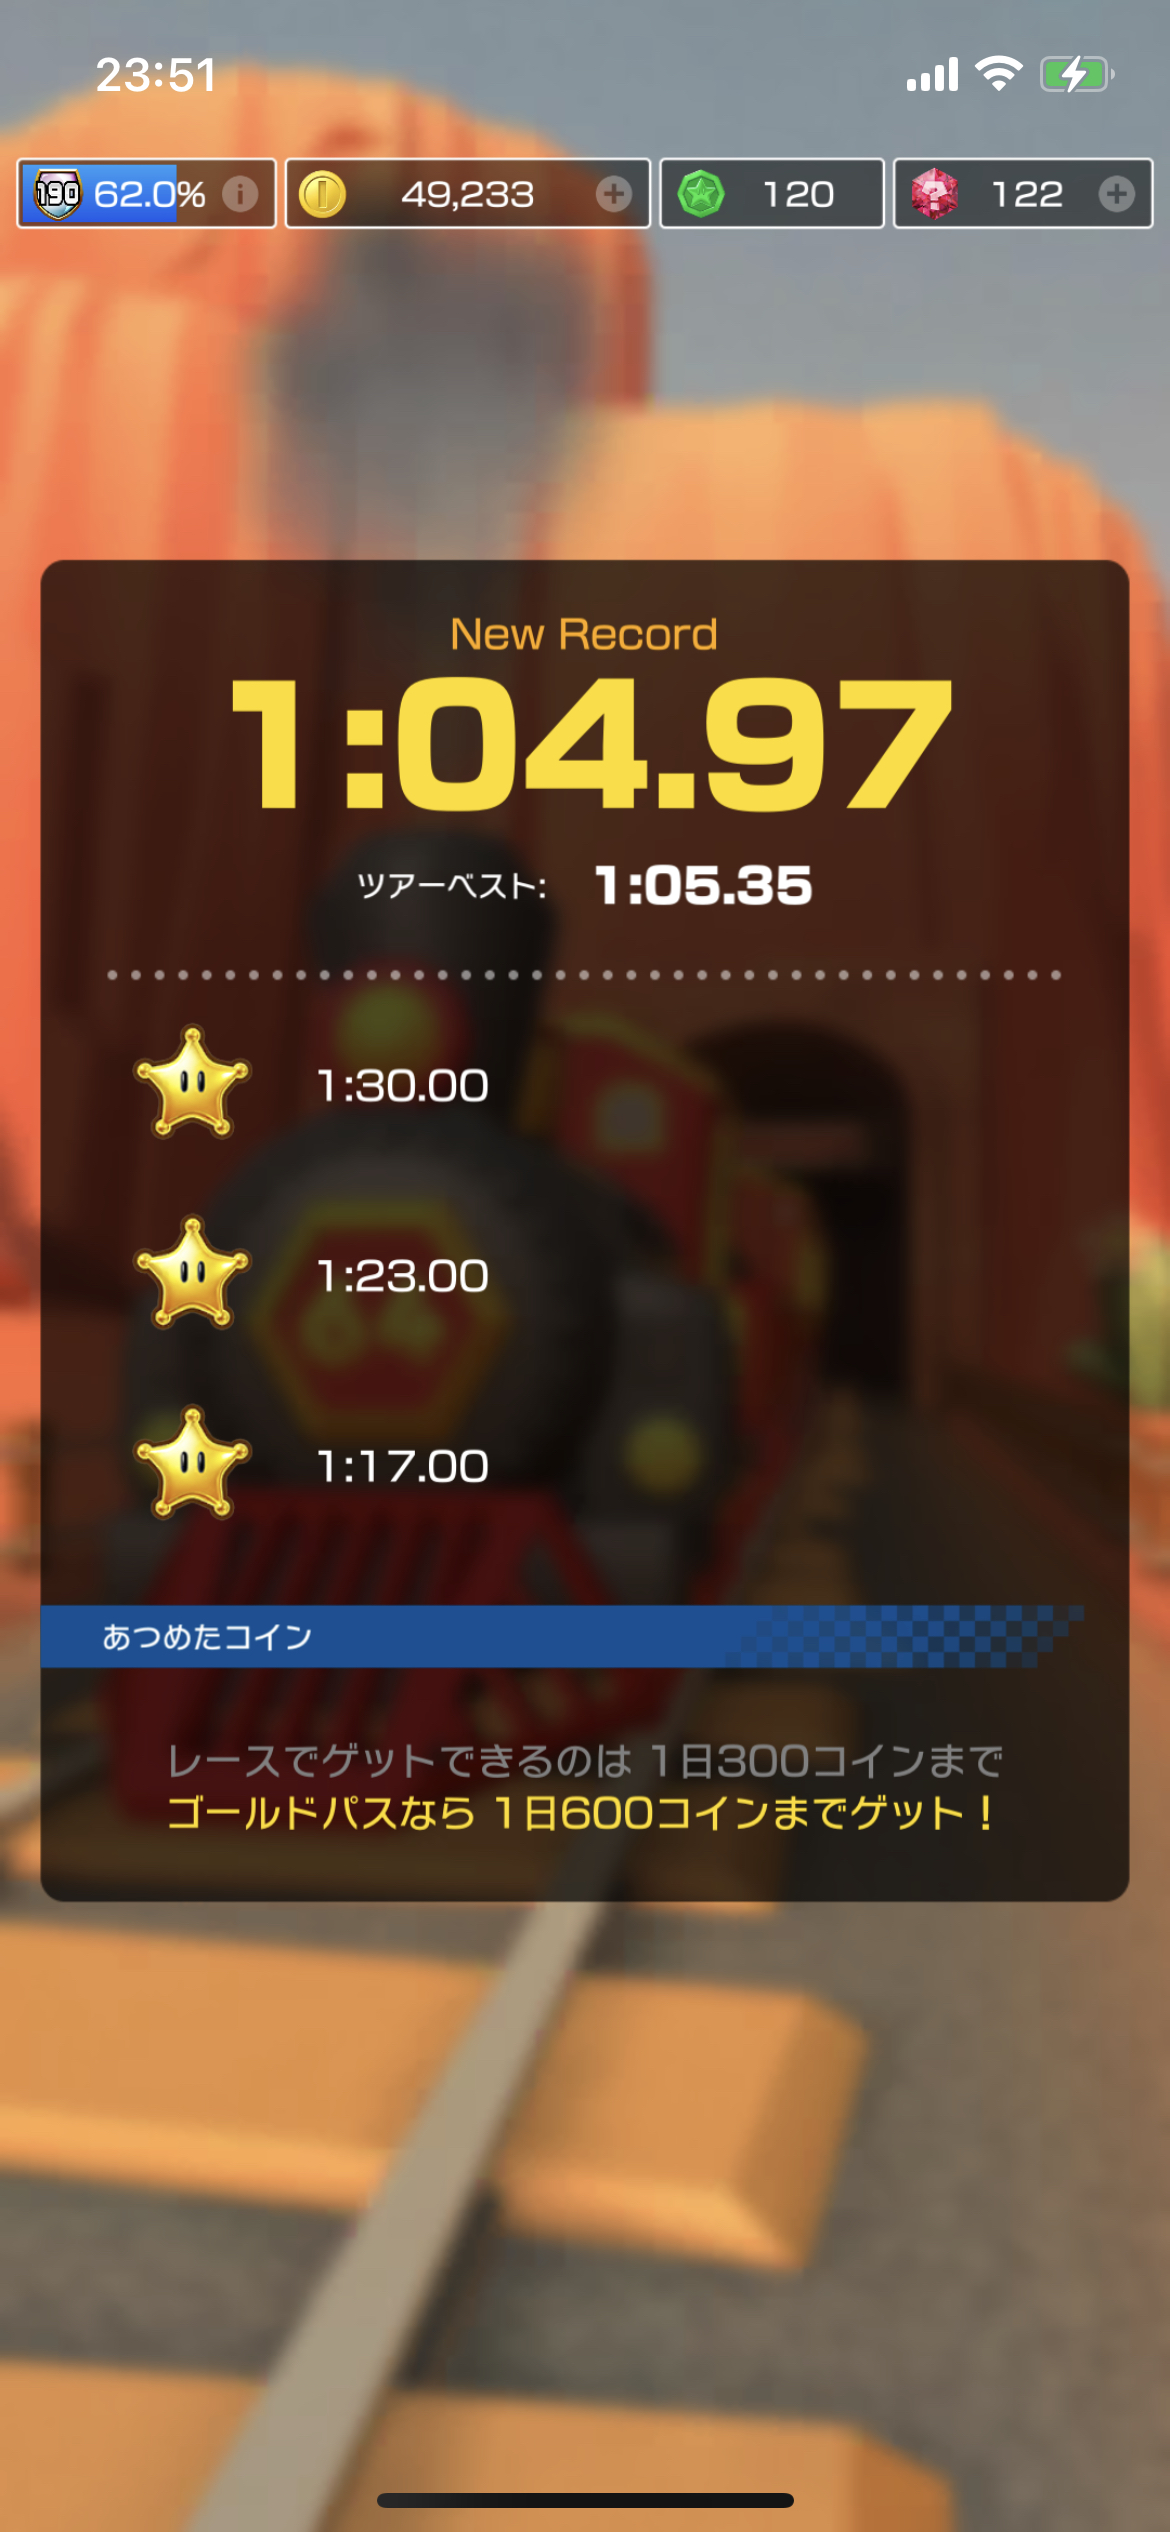 23:51
190 62.0% i 49,233 + 120 ? 122 +
New Record
1:04.97
ツアーベスト: 1:05.35
1:30.00
64
1:23.00
1:17.00
あつめたコイン
レースでゲットできるのは 1日300コインまで
ゴールドパスなら 1日600コインまでゲット！